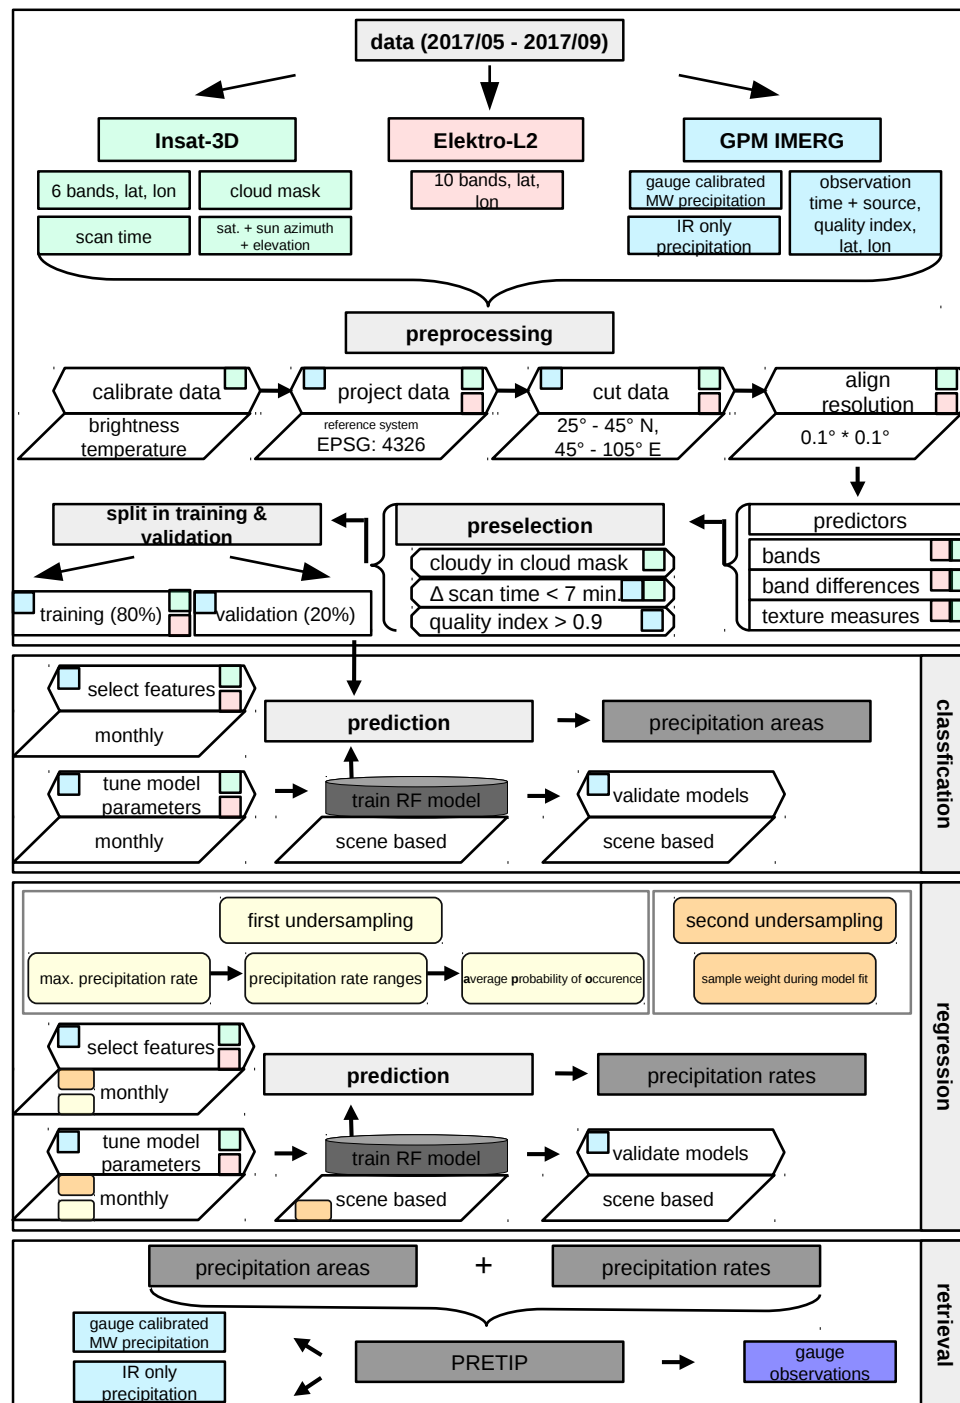 data (2017/05 - 2017/09)
Insat-3D
Elektro-L2
GPM IMERG
6 bands, lat, lon
cloud mask
scan time
sat. + sun azimuth
+ elevation
10 bands, lat,
lon
gauge calibrated
MW precipitation
IR only
precipitation
observation
time + source,
quality index,
lat, lon
preprocessing
calibrate data
brightness
temperature
project data
reference system
EPSG: 4326
cut data
25° - 45° N,
45° - 105° E
align
resolution
0.1° * 0.1°
predictors
bands
band differences
texture measures
preselection
cloudy in cloud mask
Δ scan time < 7 min.
quality index > 0.9
split in training &
validation
training (80%)
validation (20%)
classfication
select features
monthly
prediction
precipitation areas
tune model
parameters
monthly
train RF model
scene based
validate models
scene based
regression
first undersampling
max. precipitation rate
precipitation rate ranges
average probability of occurence
second undersampling
sample weight during model fit
select features
monthly
prediction
precipitation rates
tune model
parameters
monthly
train RF model
scene based
validate models
scene based
retrieval
precipitation areas
+
precipitation rates
gauge calibrated
MW precipitation
IR only
precipitation
PRETIP
gauge
observations